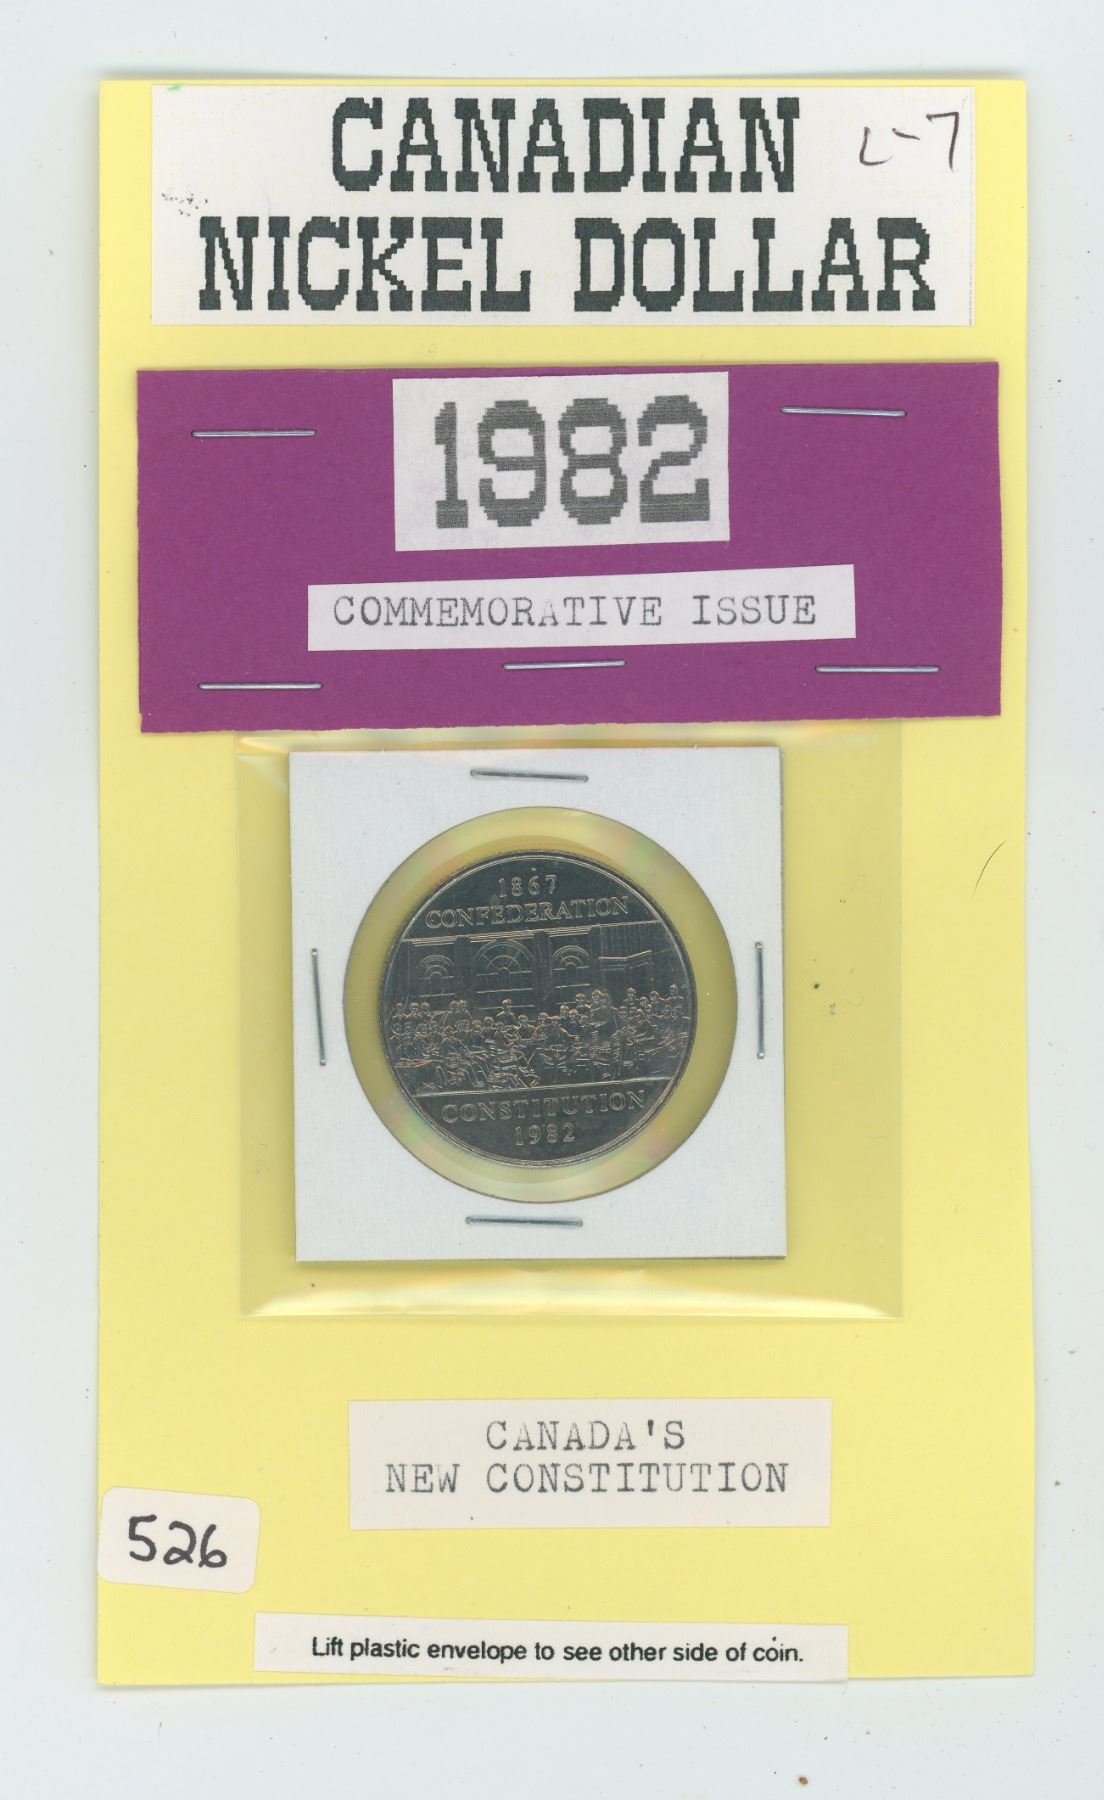 CANADIAN
L-7
NICKEL DOLLAR
1982
COMMEMORATIVE ISSUE
1867
CONFEDERATION
CONSTITUTION
1982
CANADA'S
NEW CONSTITUTION
526
Lift plastic envelope to see other side of coin.